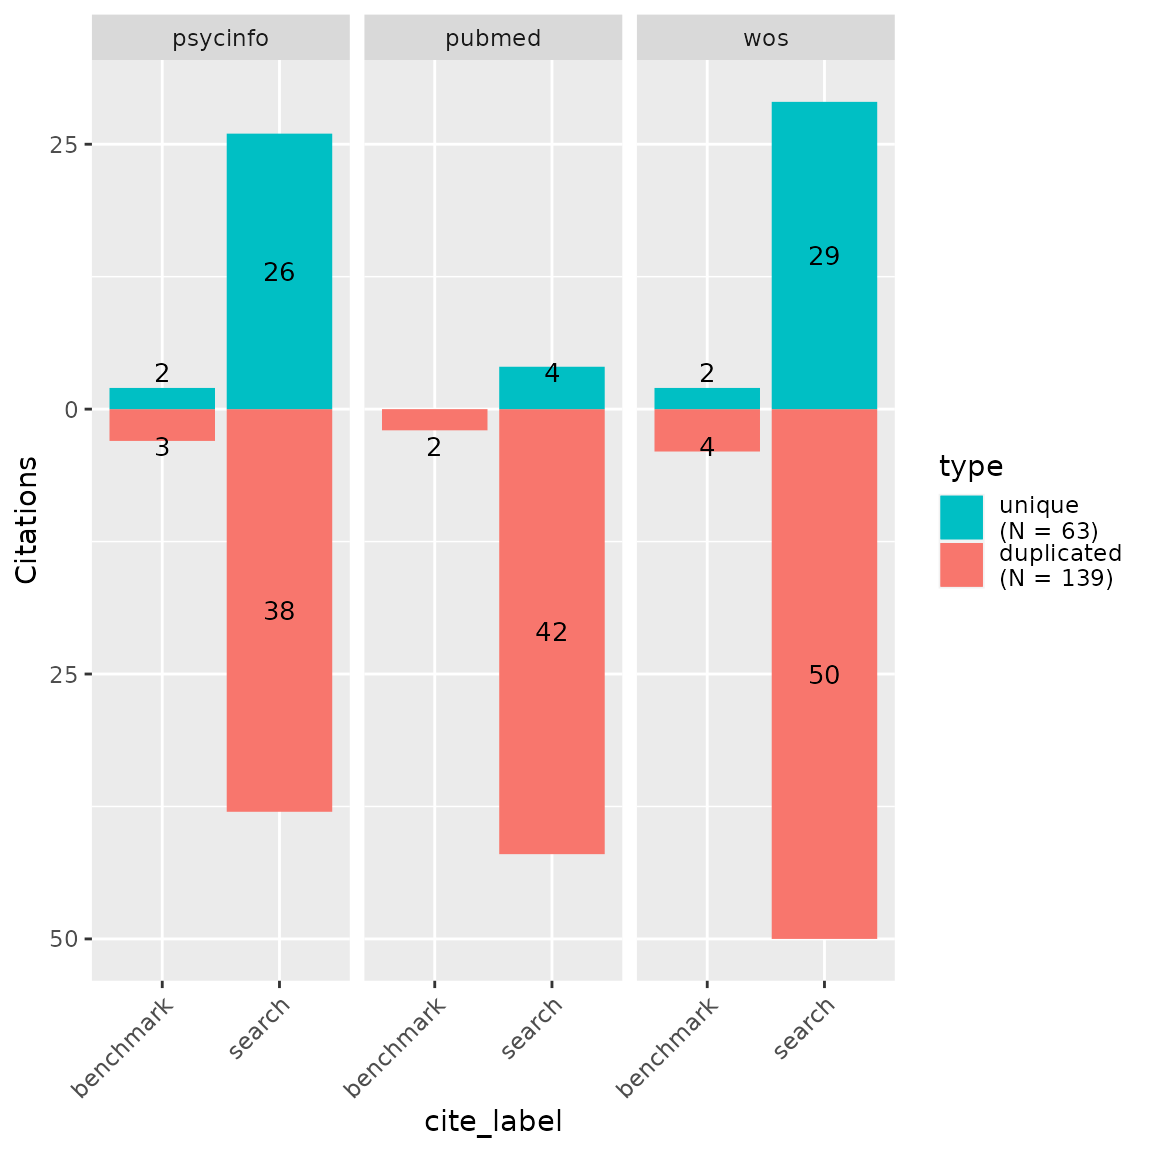 psycinfo pubmed wos
25
26
29
2
4
2
0
3
2
4
38
42
25
50
50
benchmark search benchmark search benchmark search
cite_label
Citations
type
unique
(N = 63)
duplicated
(N = 139)